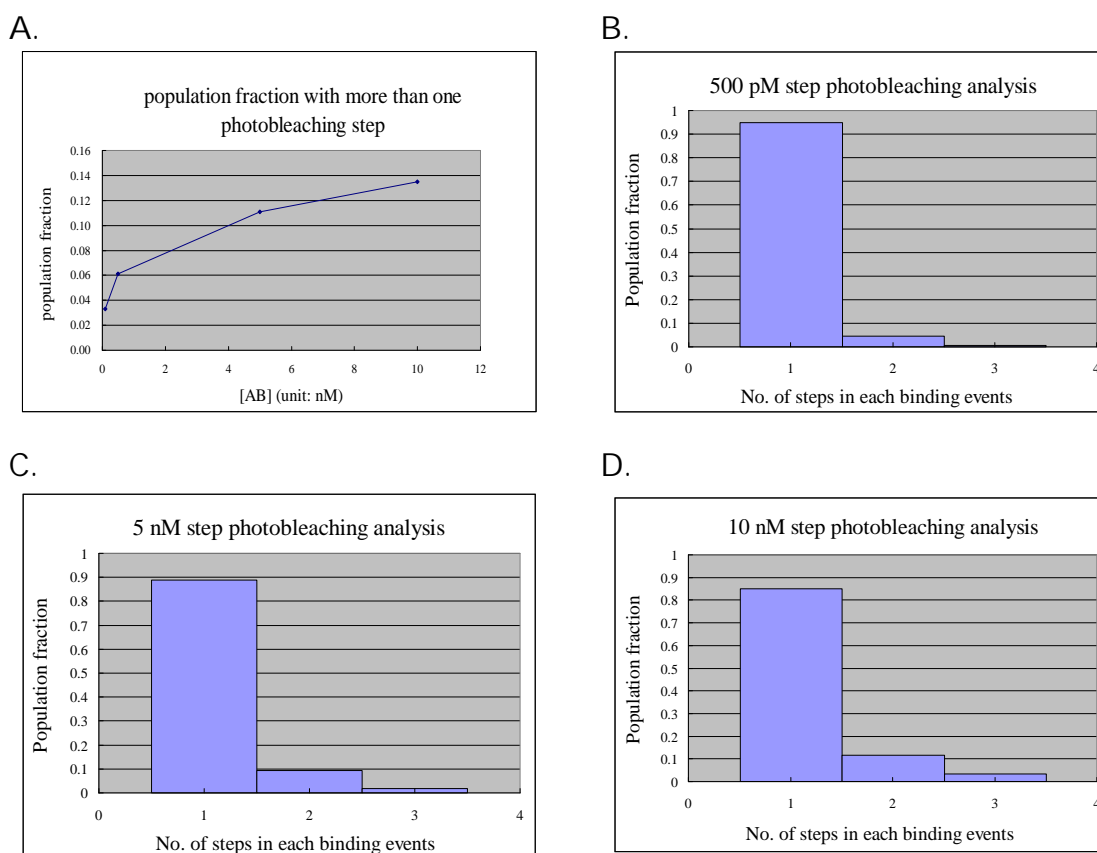 A.
population fraction with more than one
photobleaching step
population fraction
0.16
0.14
0.12
0.10
0.08
0.06
0.04
0.02
0.00
0 2 4 6 8 10 12
[AB] (unit: nM)
B.
500 pM step photobleaching analysis
Population fraction
1
0.9
0.8
0.7
0.6
0.5
0.4
0.3
0.2
0.1
0
0 1 2 3 4
No. of steps in each binding events
C.
5 nM step photobleaching analysis
Population fraction
1
0.9
0.8
0.7
0.6
0.5
0.4
0.3
0.2
0.1
0
0 1 2 3 4
No. of steps in each binding events
D.
10 nM step photobleaching analysis
Population fraction
1
0.9
0.8
0.7
0.6
0.5
0.4
0.3
0.2
0.1
0
0 1 2 3 4
No. of steps in each binding events